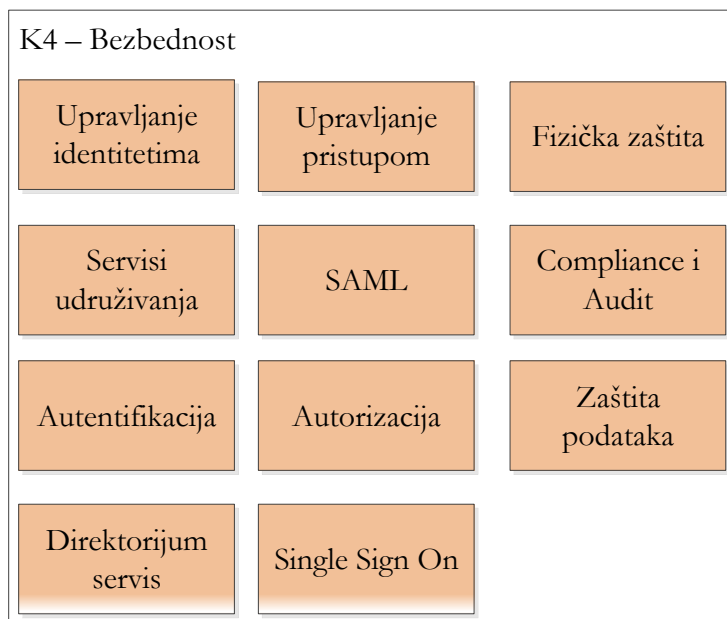 K4 – Bezbednost
Upravljanje
identitetima
Upravljanje
pristupom
Fizička zaštita
Servisi
udruživanja
SAML
Compliance i
Audit
Autentifikacija
Autorizacija
Zaštita
podataka
Direktorijum
servis
Single Sign On